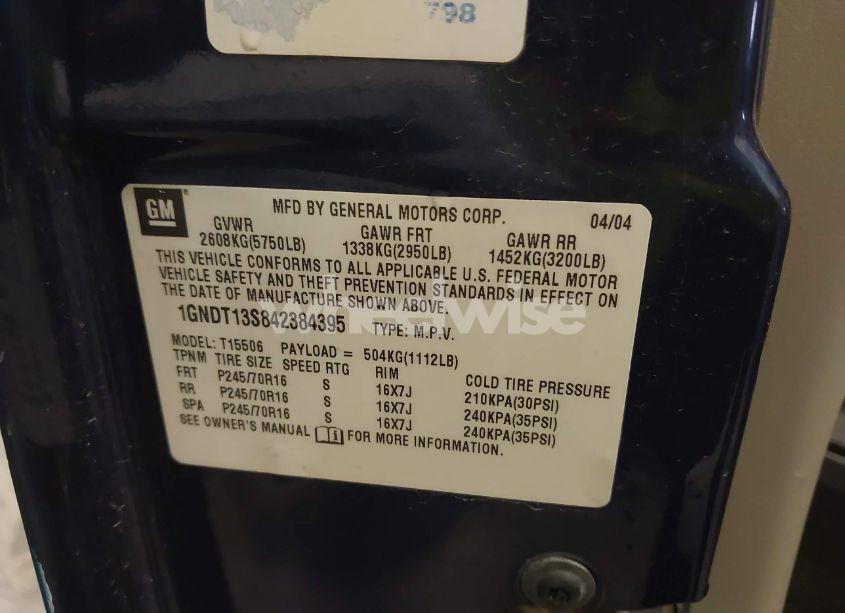 798
GM
MFD BY GENERAL MOTORS CORP. 04/04
GVWR GAWR FRT GAWR RR
2608KG(5750LB) 1338KG(2950LB) 1452KG(3200LB)
THIS VEHICLE CONFORMS TO ALL APPLICABLE U.S. FEDERAL MOTOR
VEHICLE SAFETY AND THEFT PREVENTION STANDARDS IN EFFECT ON
THE DATE OF MANUFACTURE SHOWN ABOVE.
1GNDT13S842384395 TYPE: M.P.V.
wheelwise
MODEL: T15506 PAYLOAD = 504KG(1112LB)
TPNM TIRE SIZE SPEED RTG RIM COLD TIRE PRESSURE
FRT P245/70R16 S 16X7J 210KPA(30PSI)
RR P245/70R16 S 16X7J 240KPA(35PSI)
SPA P245/70R16 S 16X7J 240KPA(35PSI)
SEE OWNER'S MANUAL FOR MORE INFORMATION.